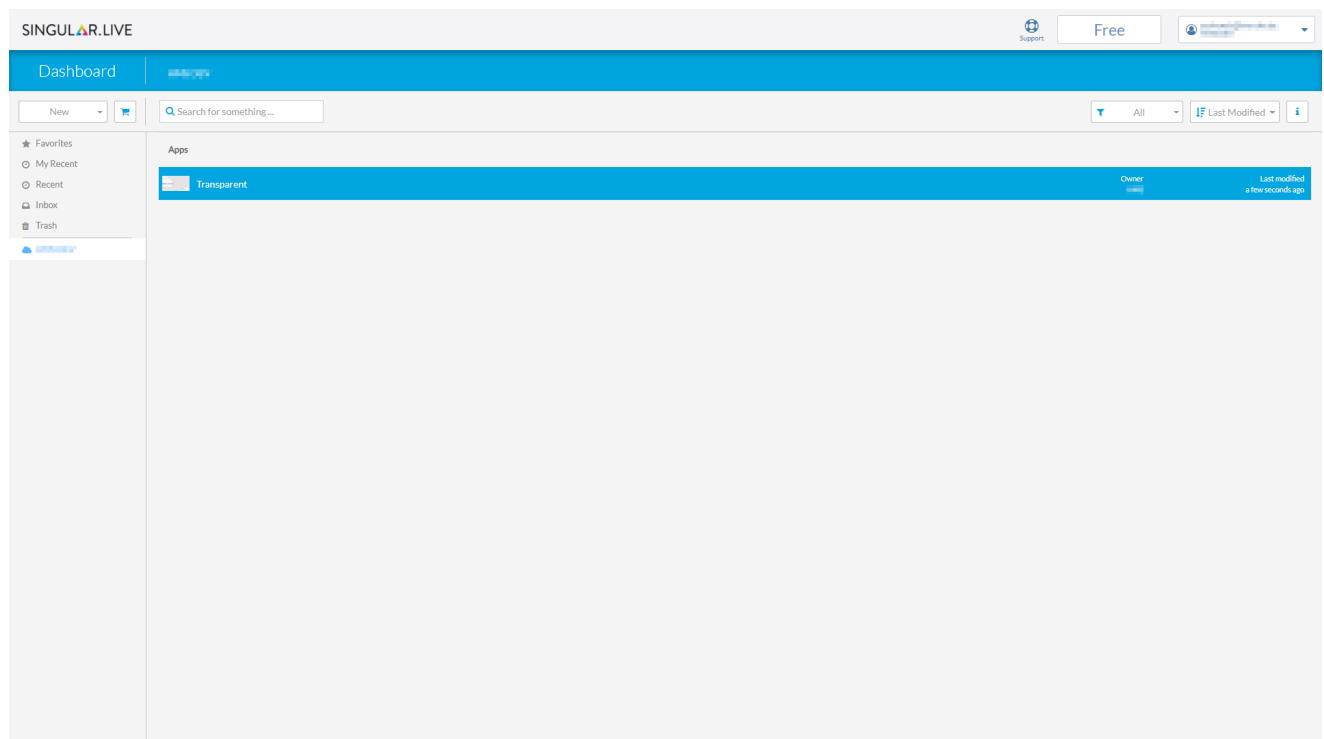 SINGULAR.LIVE
Support
Free
Dashboard
New
Search for something ...
All
Last Modified
i
Favorites
My Recent
Recent
Inbox
Trash
Apps
Transparent
Owner
Last modified
a few seconds ago